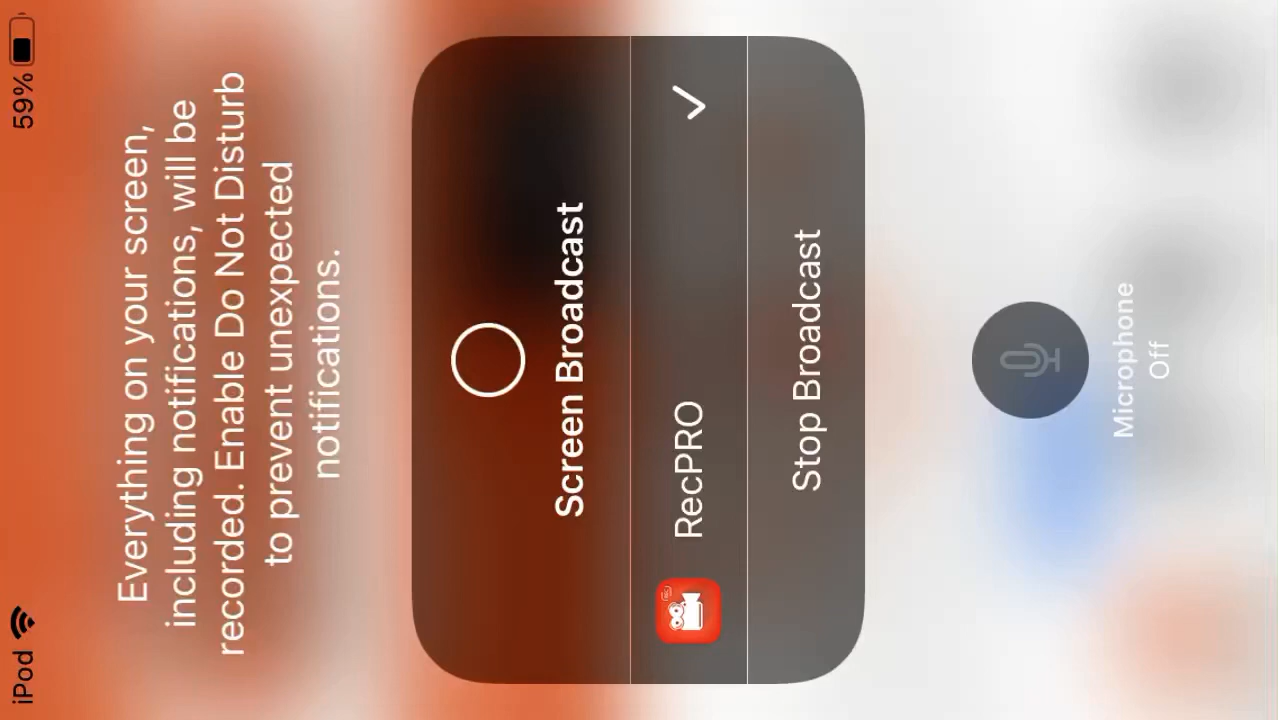 iPod
59%
Everything on your screen,
including notifications, will be
recorded. Enable Do Not Disturb
to prevent unexpected
notifications.
Screen Broadcast
RecPRO
Stop Broadcast
Microphone
Off